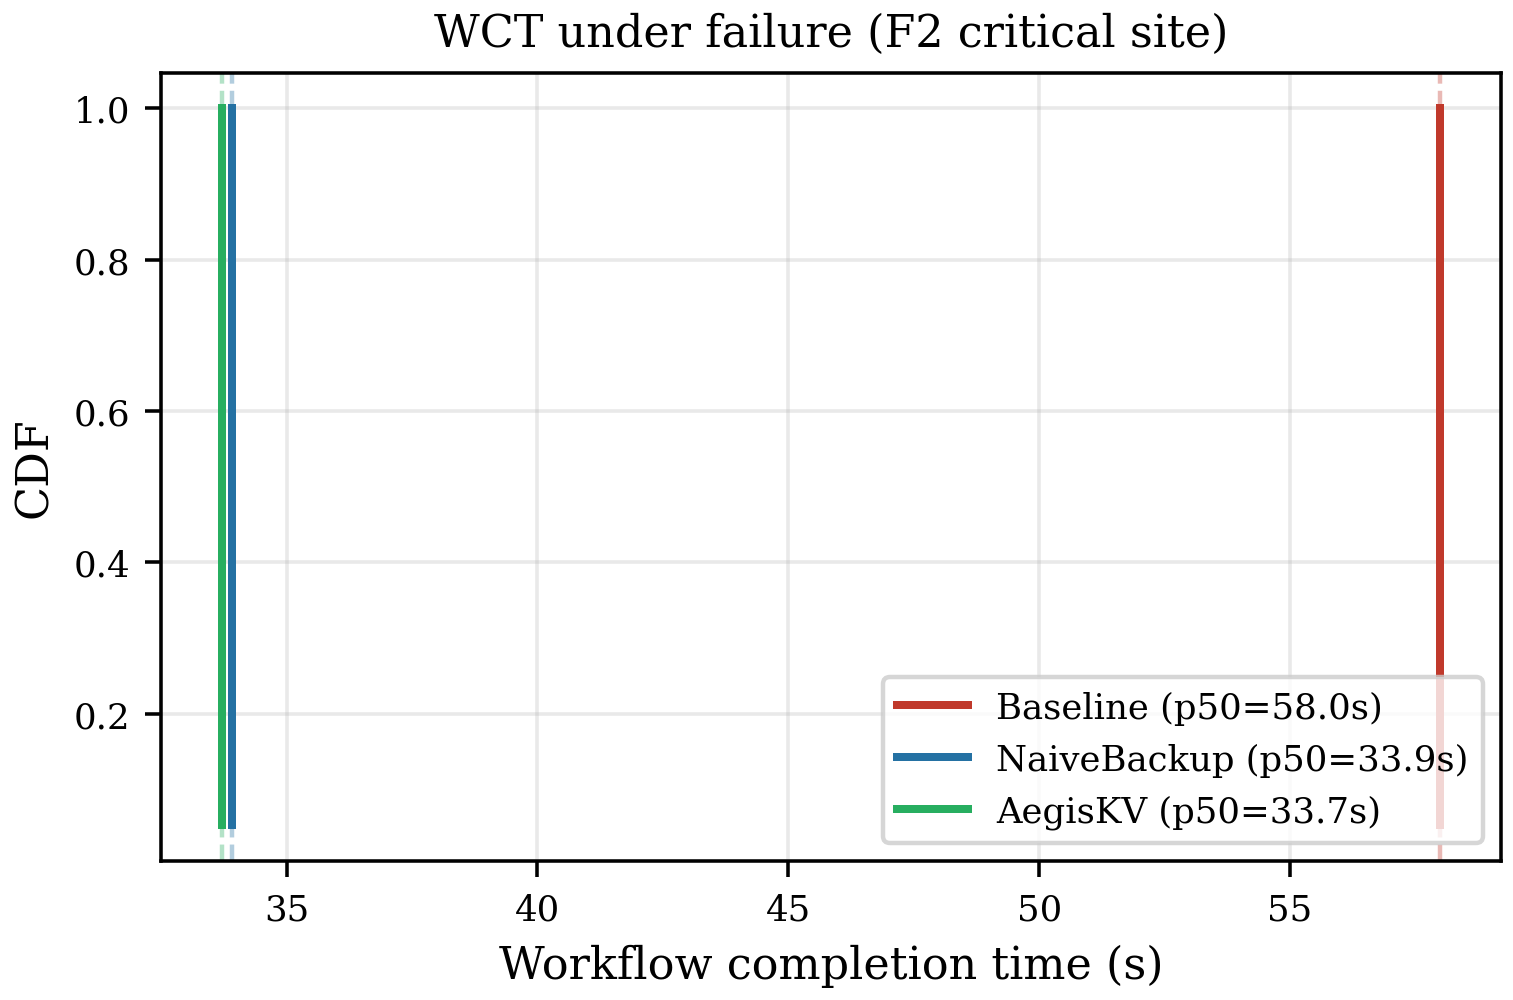 WCT under failure (F2 critical site)
CDF
1.0
0.8
0.6
0.4
0.2
Baseline (p50=58.0s)
NaiveBackup (p50=33.9s)
AegisKV (p50=33.7s)
35
40
45
50
55
Workflow completion time (s)